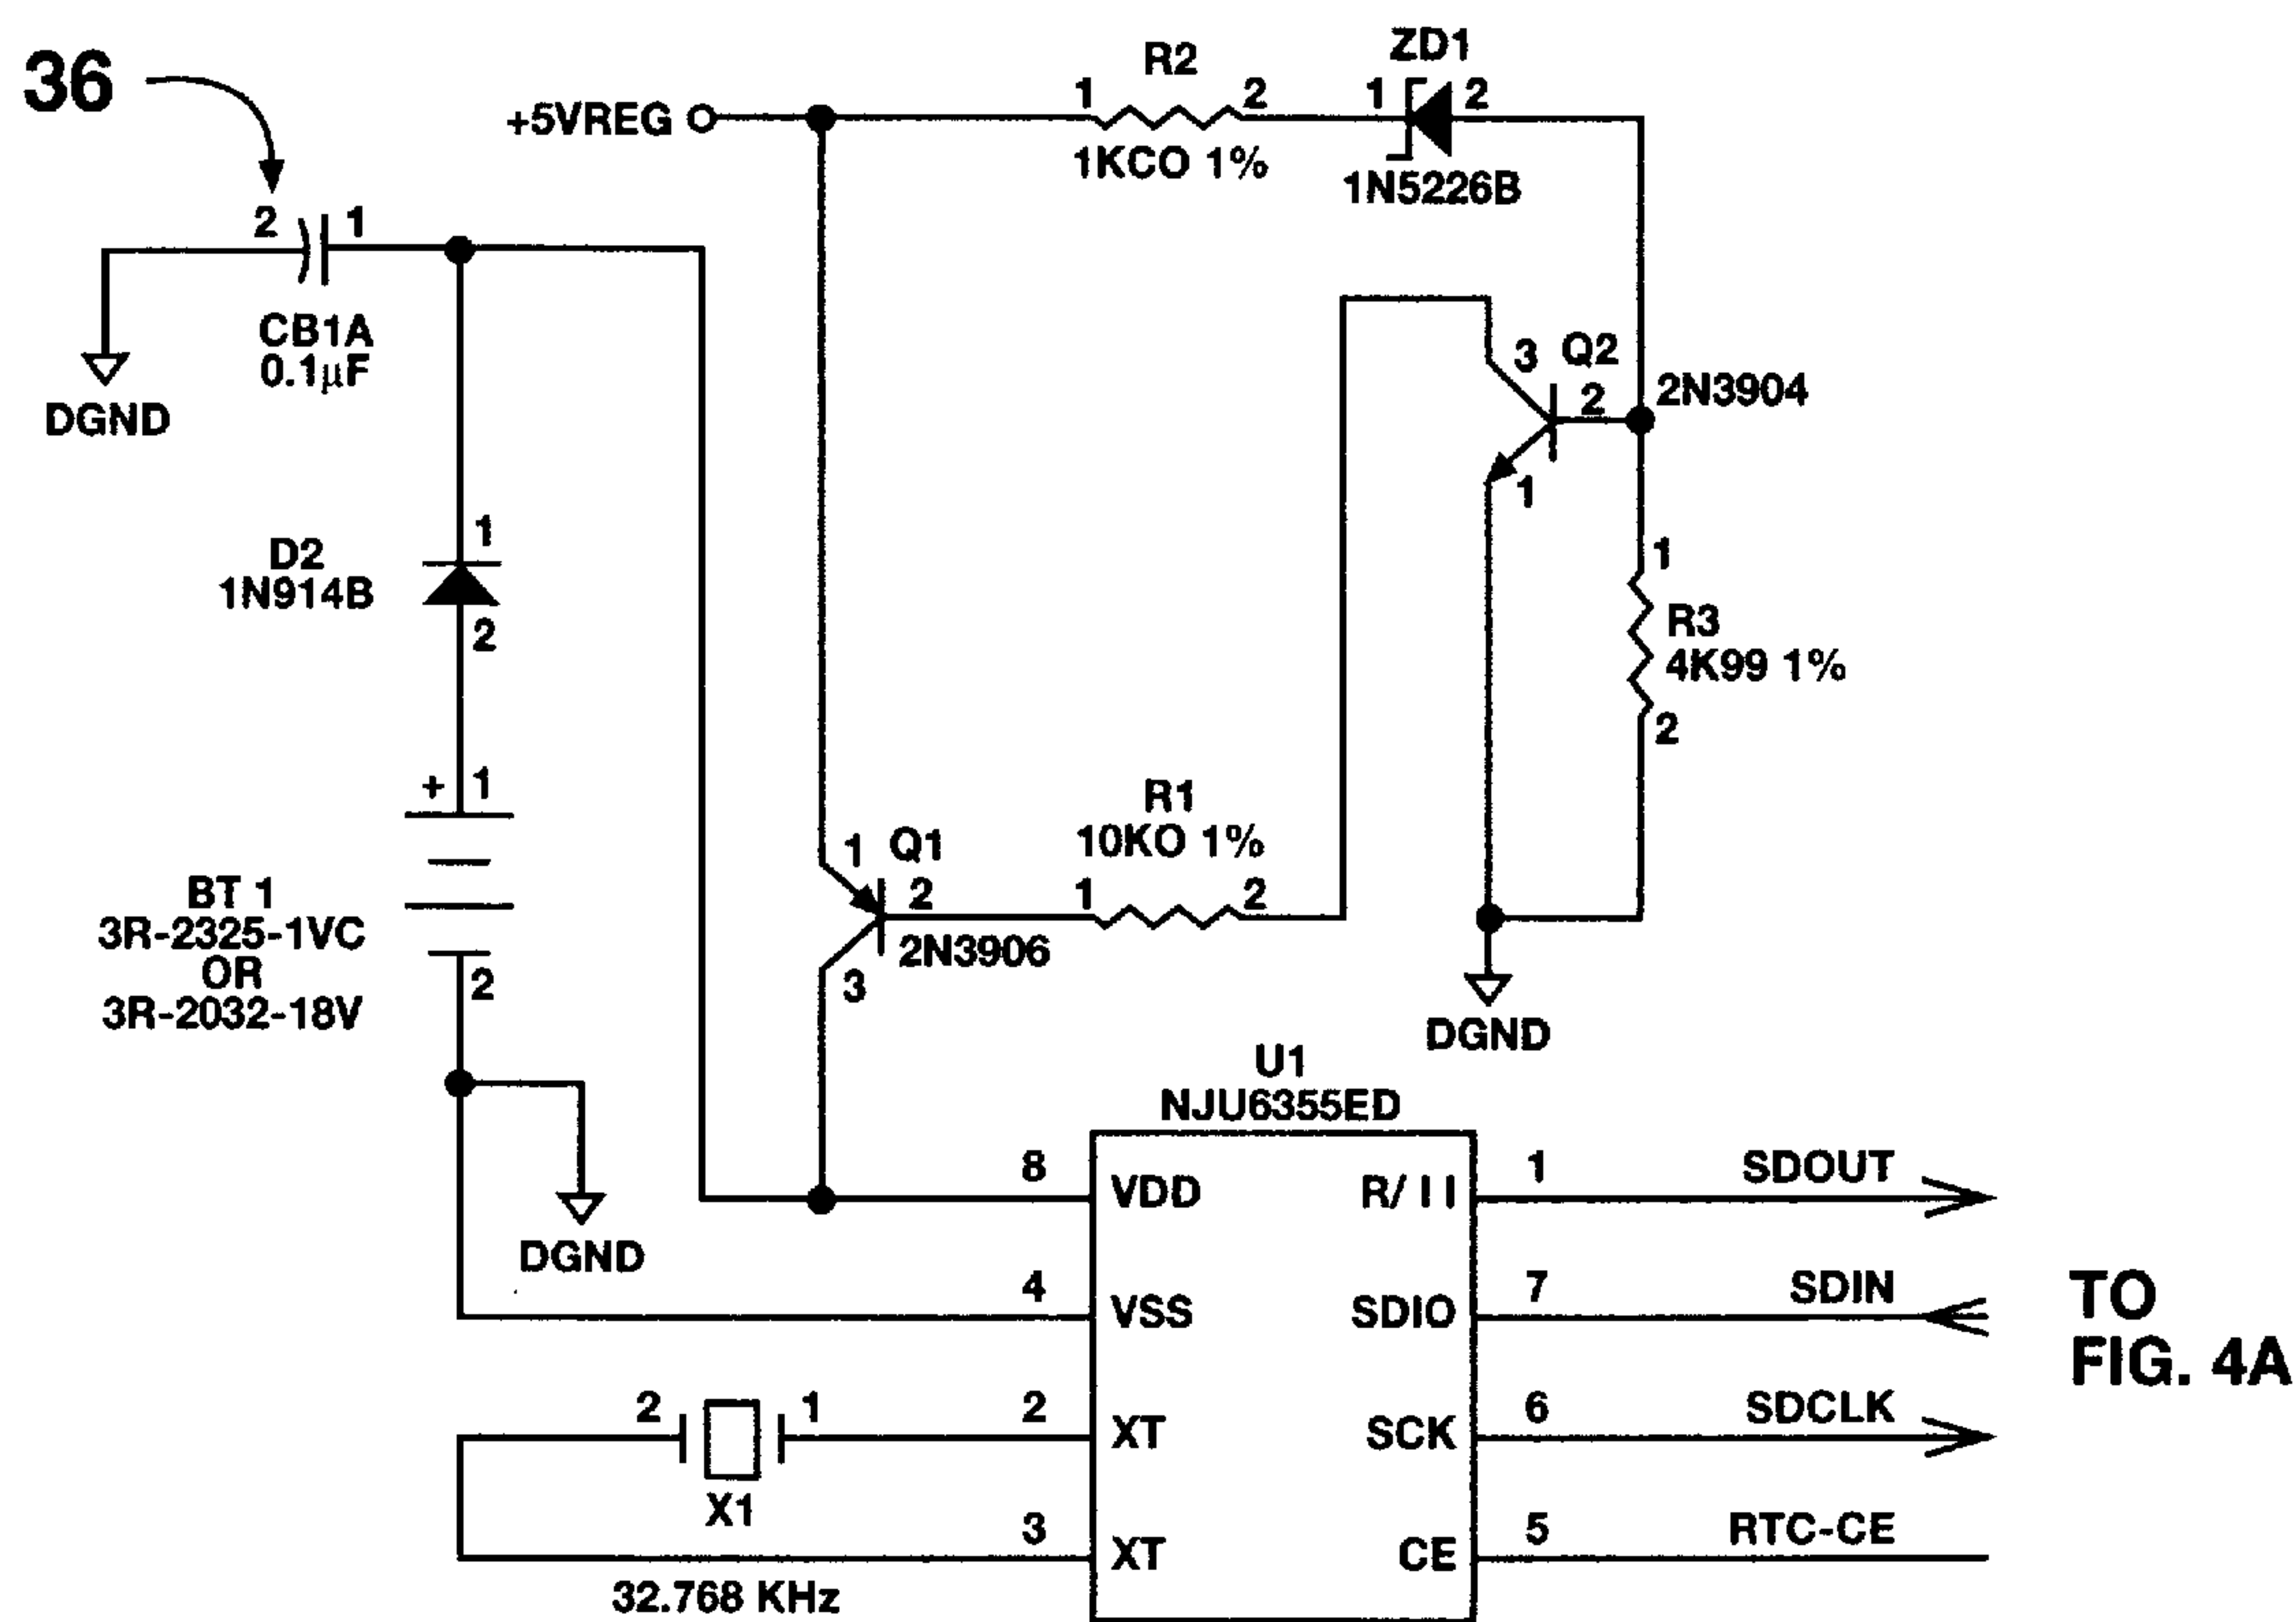 36
+5VREG
1
R2
2
1KCO 1%
ZD1
1
2
1N5226B
2
1
CB1A
0.1µF
DGND
3
Q2
2
2N3904
1
1
D2
1N914B
2
1
R3
4K99 1%
2
+ 1
BT 1
3R-2325-1VC
OR
3R-2032-18V
2
1
Q1
2
2N3906
3
R1
10KO 1%
1
2
DGND
DGND
U1
NJU6355ED
8
VDD
R/ I I
1
SDOUT
4
VSS
SDIO
7
SDIN
2
1
2
XT
SCK
6
SDCLK
X1
3
XT
CE
5
RTC-CE
32.768 KHz
TO
FIG. 4A